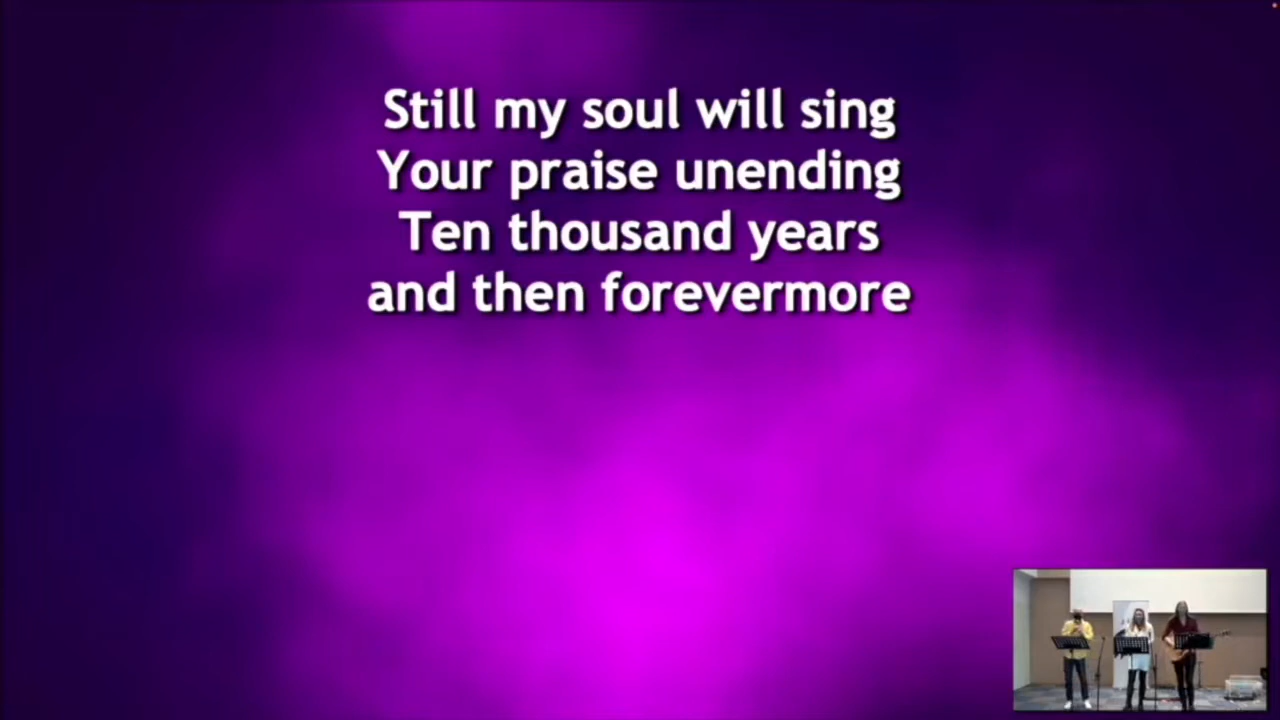 Still my soul will sing
Your praise unending
Ten thousand years
and then forevermore